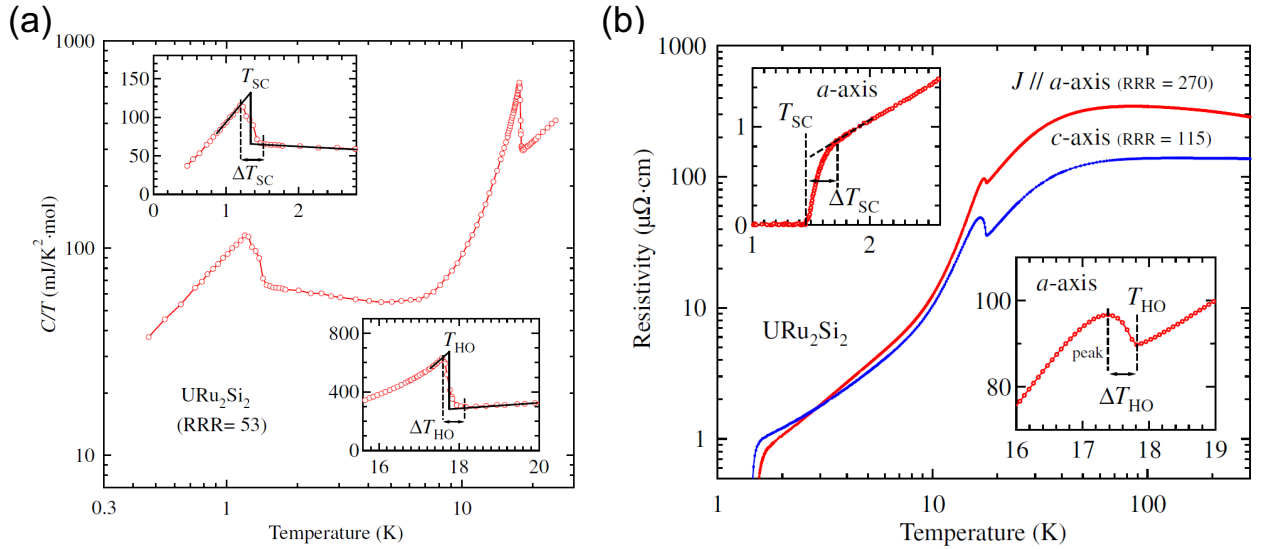 (a)
1000
100
10
C/T (mJ/K²·mol)
0.3
1
10
Temperature (K)
URu₂Si₂
(RRR= 53)
150
100
50
0
0
1
2
T_SC
ΔT_SC
800
400
0
16
18
20
T_HO
ΔT_HO
(b)
1000
100
10
1
Resistivity (μΩ·cm)
1
10
100
Temperature (K)
J // a-axis (RRR = 270)
c-axis (RRR = 115)
URu₂Si₂
1
0
1
2
a-axis
T_SC
ΔT_SC
100
80
16
17
18
19
a-axis
T_HO
peak
ΔT_HO